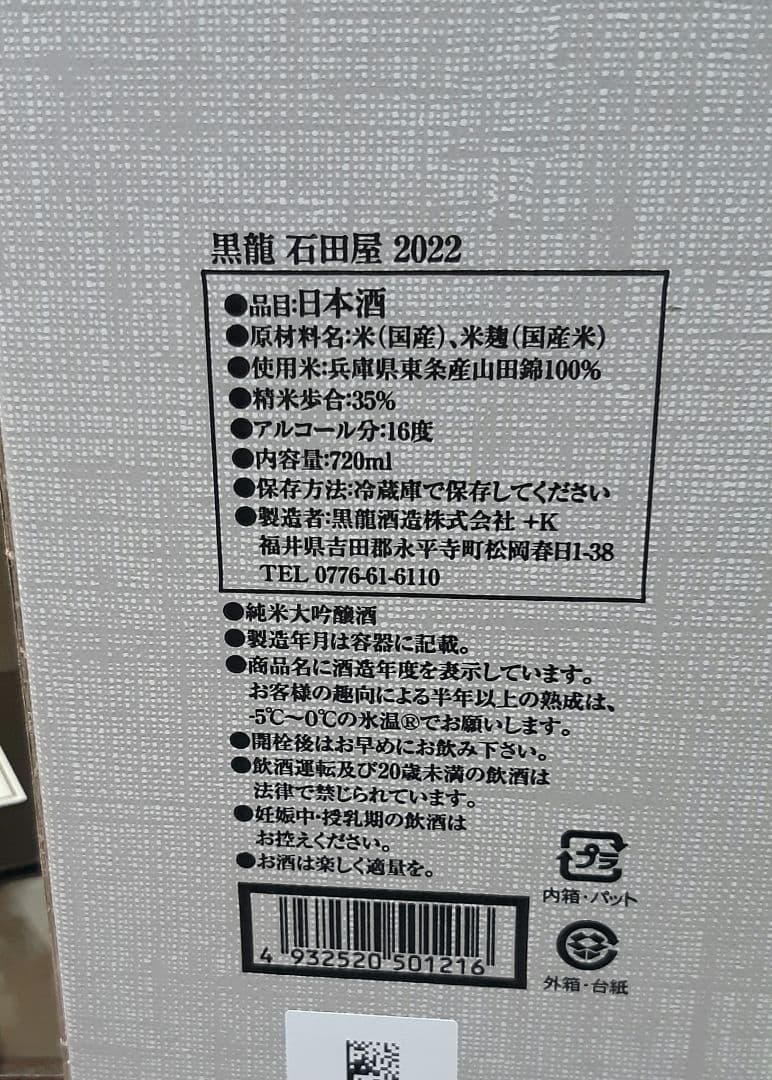 黒龍 石田屋 2022
●品目:日本酒
●原材料名:米(国産)、米麹(国産米)
●使用米:兵庫県東条産山田錦100%
●精米歩合:35%
●アルコール分:16度
●内容量:720ml
●保存方法:冷蔵庫で保存してください
●製造者:黒龍酒造株式会社 +K
福井県吉田郡永平寺町松岡春日1-38
TEL 0776-61-6110
●純米大吟醸酒
●製造年月は容器に記載。
●商品名に酒造年度を表示しています。
お客様の趣向による半年以上の熟成は、
-5℃〜0℃の氷温®でお願いします。
●開栓後はお早めにお飲み下さい。
●飲酒運転及び20歳未満の飲酒は
法律で禁じられています。
●妊娠中・授乳期の飲酒は
お控えください。
●お酒は楽しく適量を。
プラ
内箱・パット
4 932520 501216
外箱・台紙